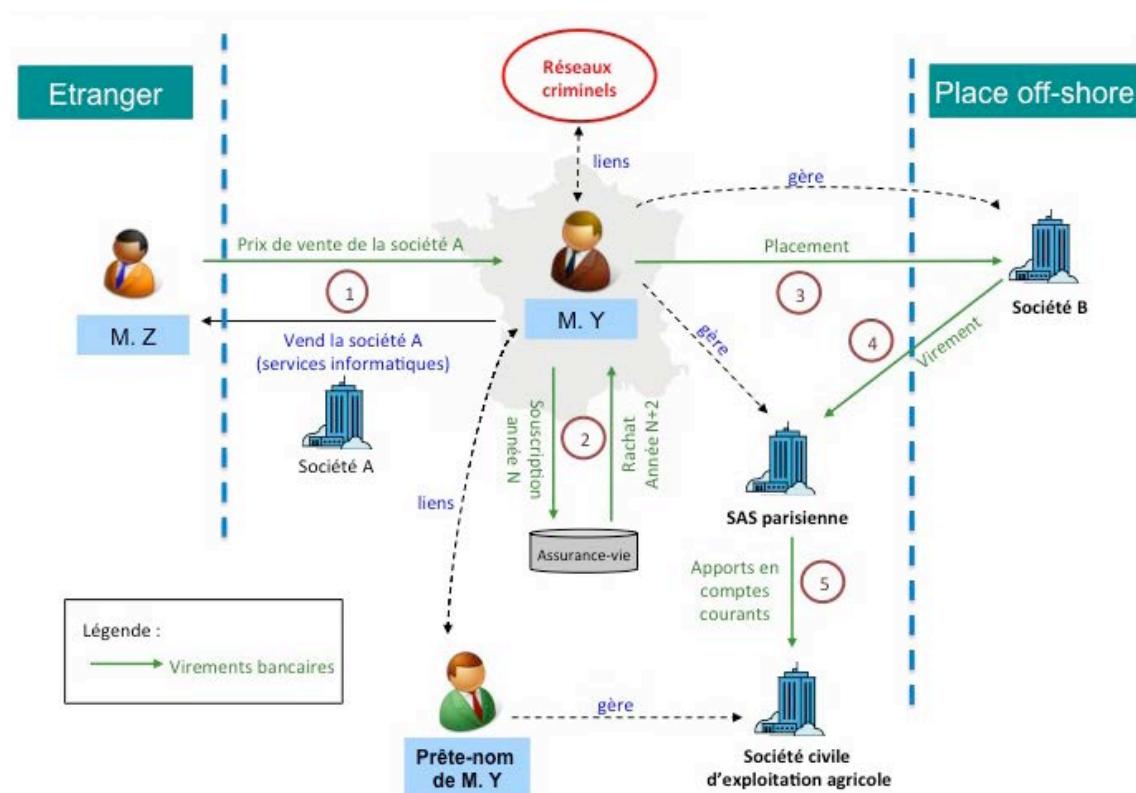 Etranger
Réseaux
criminels
Place off-shore
liens
gère
Prix de vente de la société A
1
M. Z
Vend la société A
(services informatiques)
Société A
M. Y
Placement
3
Société B
4
Virement
gère
Souscription
année N
2
Rachat
Année N+2
Assurance-vie
liens
SAS parisienne
Apports en
comptes
courants
5
Légende :
Virements bancaires
gère
Prête-nom
de M. Y
Société civile
d'exploitation agricole